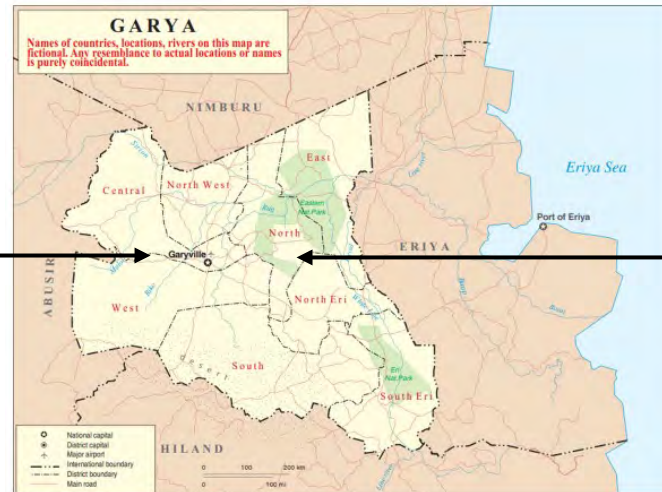 GARYA
Names of countries, locations, rivers on this map are
fictional. Any resemblance to actual locations or names
is purely coincidental.
NIMBURU
East
Eriya Sea
Central
North West
Eastern
Nat.Park
Port of Eriya
North
ERIYA
Garyville
ABUSIR
West
North Eri
South
desert
Eri
Nat.Park
South Eri
HILAND
National capital
District capital
Major airport
International boundary
District boundary
Main road
0 100 200 km
0 100 mi